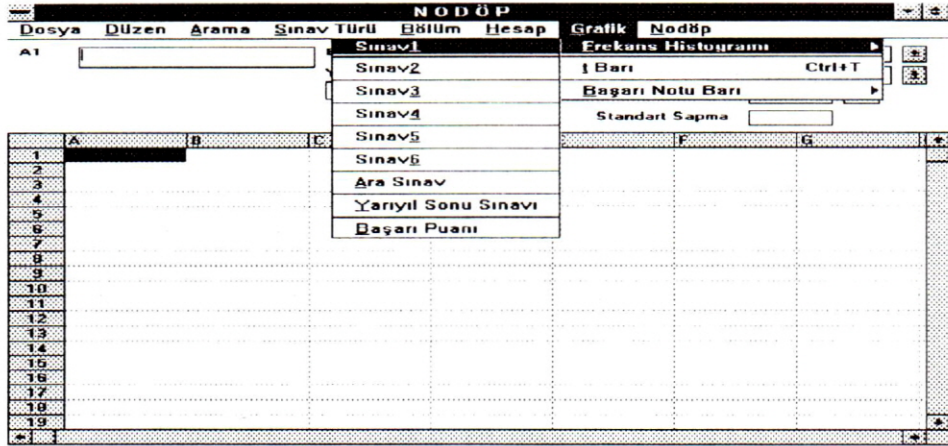 NODÖP
Dosya Düzen Arama Sınav Türü Bölüm Hesap Grafik Nodöp
A1
Sınav1
Sınav2
Sınav3
Sınav4
Sınav5
Sınav6
Ara Sınav
Yarıyıl Sonu Sınavı
Başarı Puanı
Frekans Histogramı
t Barı Ctrl+T
Başarı Notu Barı
Standart Sapma
A B C E F G
1
2
3
4
5
6
7
8
9
10
11
12
13
14
15
16
17
18
19